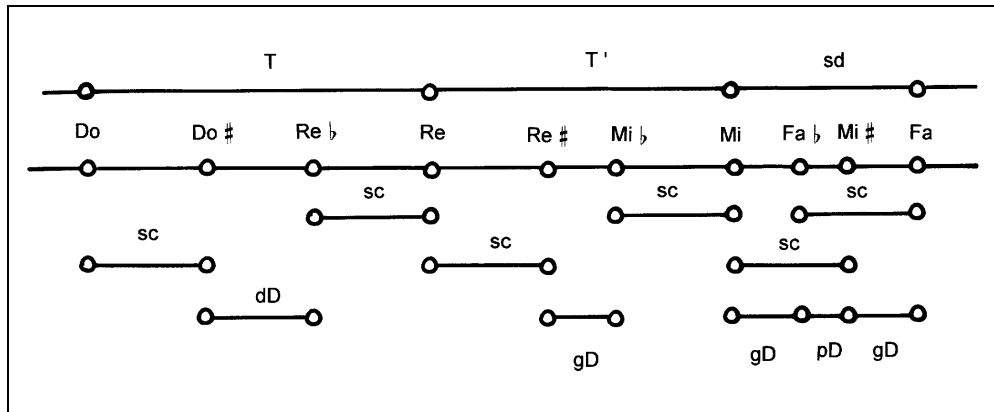 T T ' sd
Do Do ♯ Re ♭ Re Re ♯ Mi ♭ Mi Fa ♭ Mi ♯ Fa
sc sc sc
sc sc sc
dD
gD gD pD gD